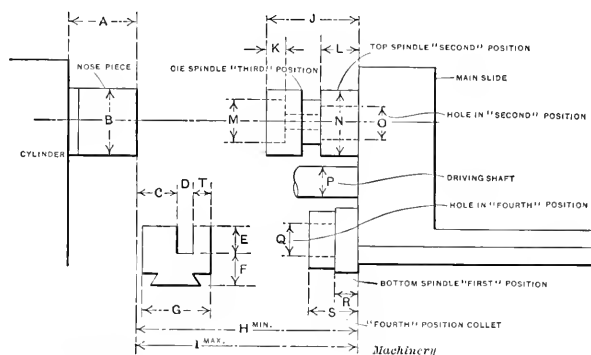 A
J
K
L
NOSE PIECE
DIE SPINDLE "THIRD" POSITION
TOP SPINDLE "SECOND" POSITION
MAIN SLIDE
B
M
N
O
HOLE IN "SECOND" POSITION
CYLINDER
C
D
T
P
DRIVING SHAFT
E
Q
HOLE IN "FOURTH" POSITION
F
G
R
BOTTOM SPINDLE "FIRST" POSITION
S
H MIN.
"FOURTH" POSITION COLLET
I MAX.
Machinery